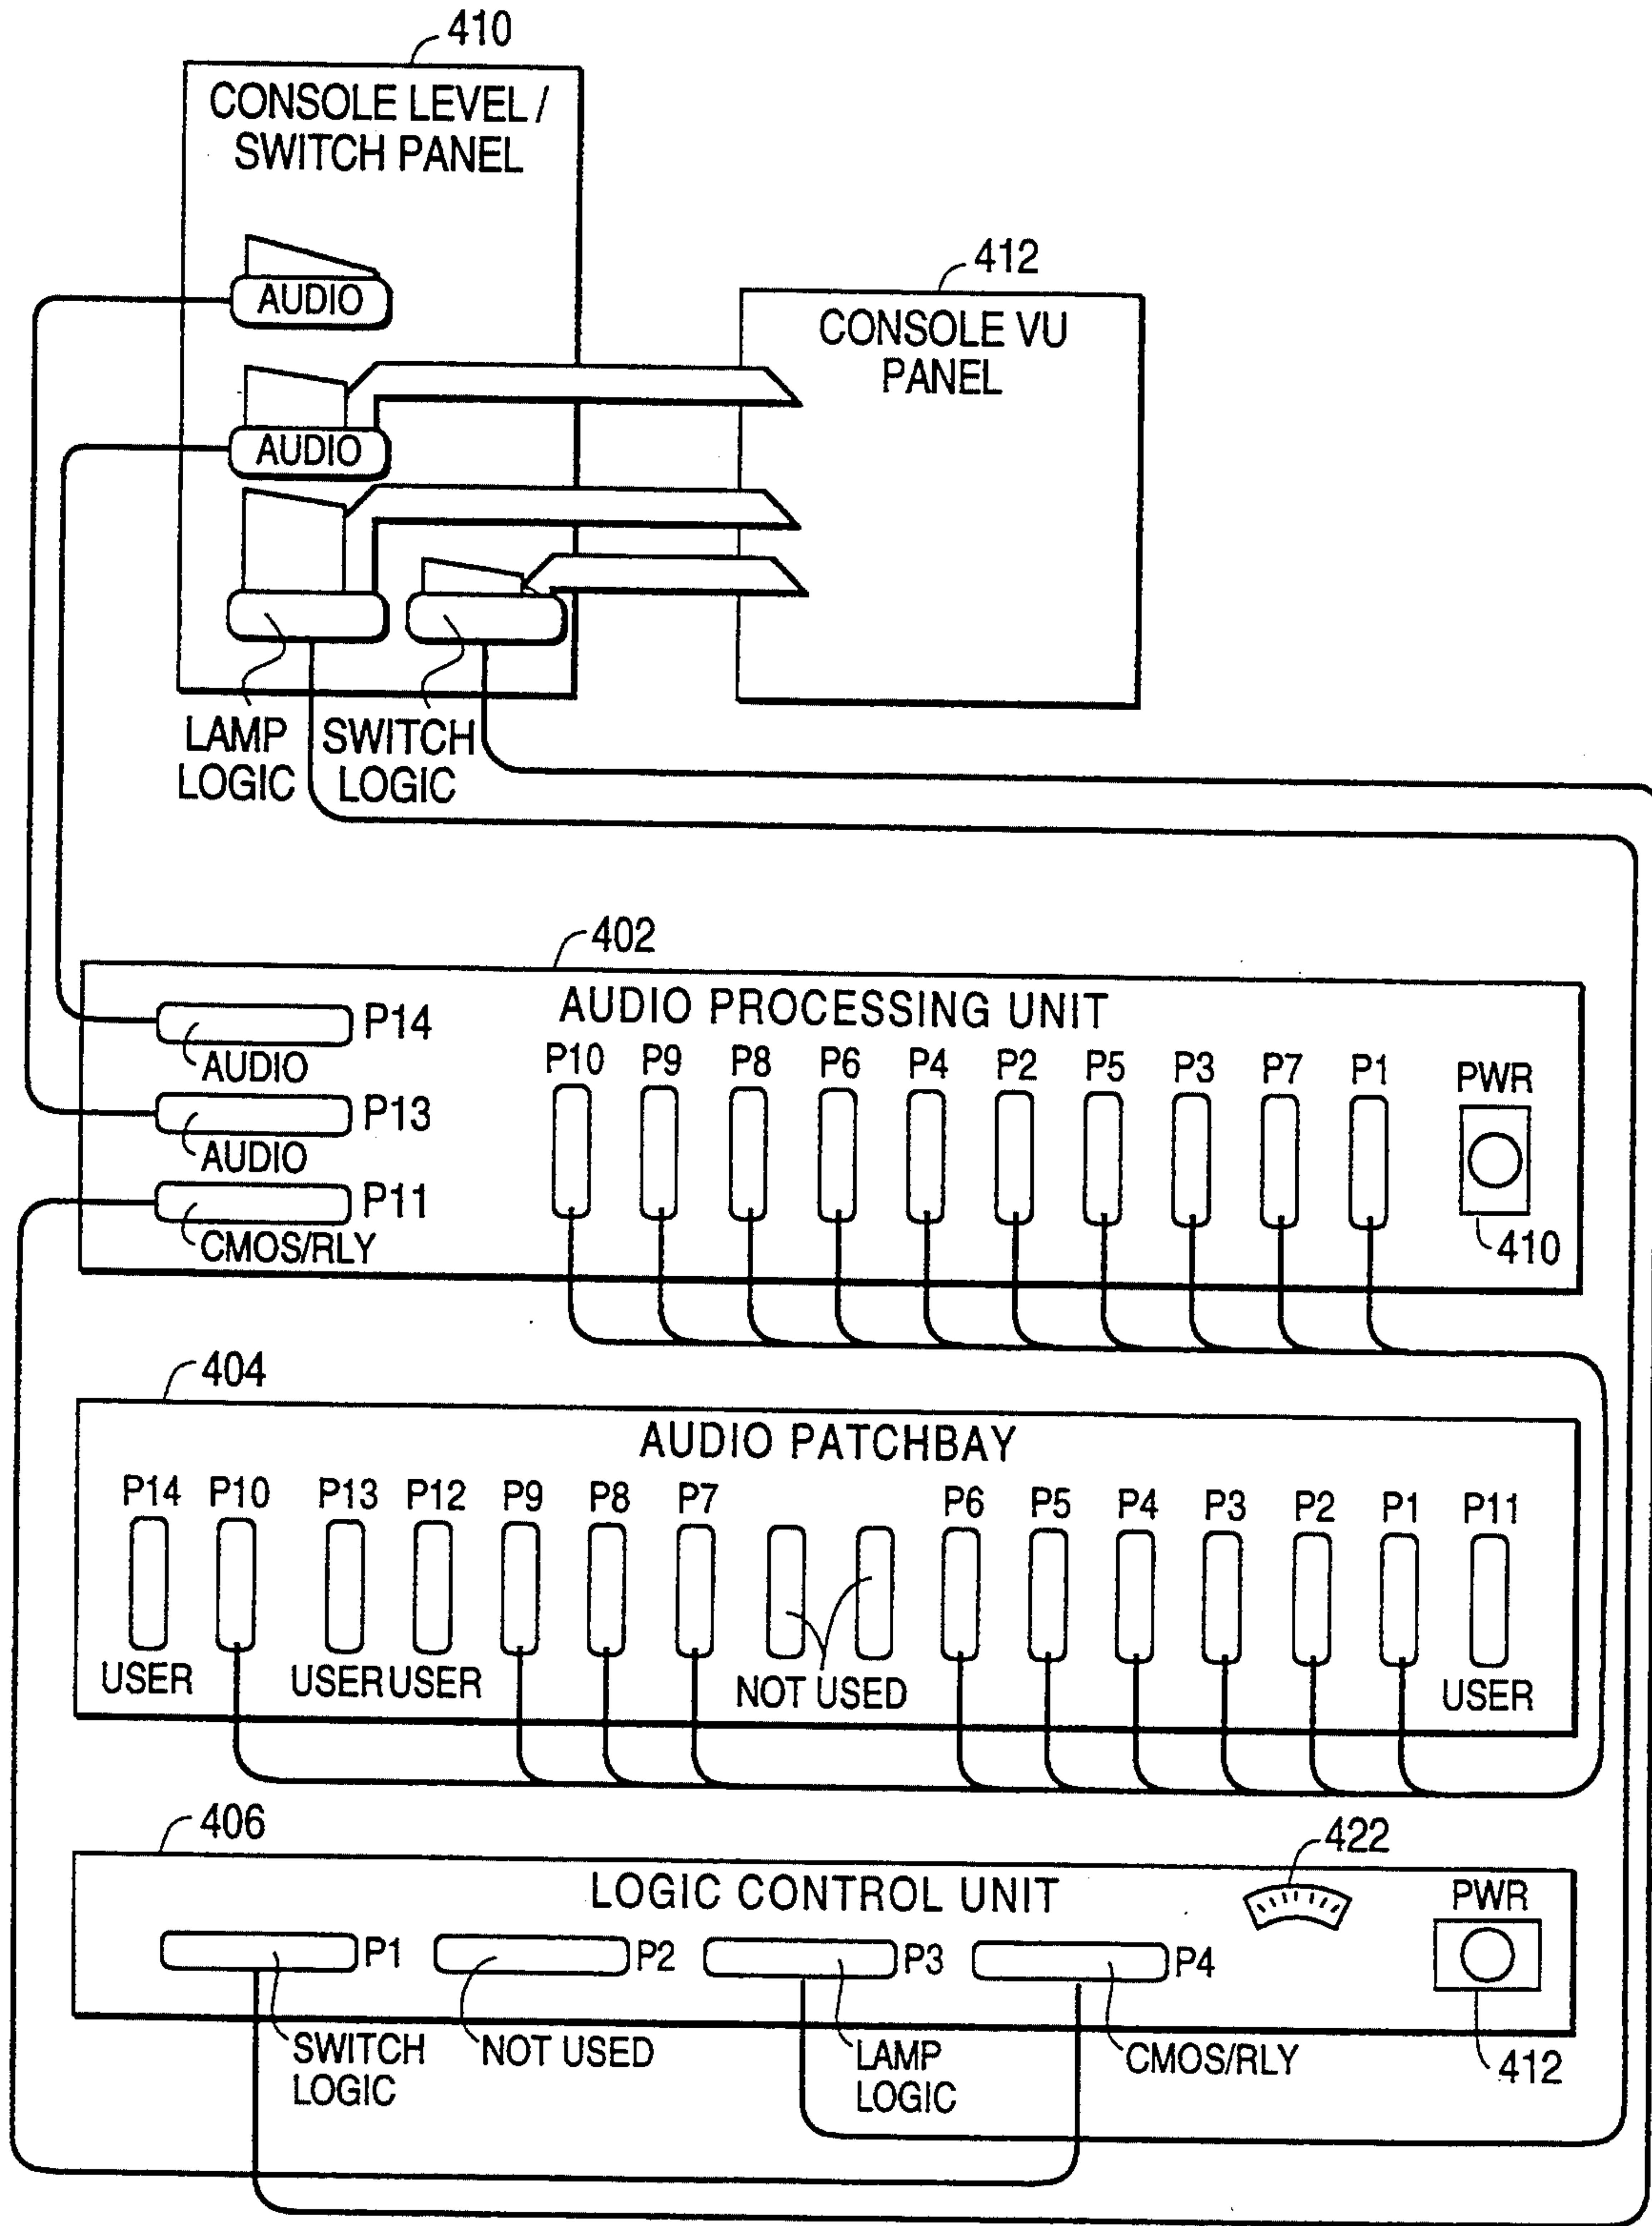 410
CONSOLE LEVEL /
SWITCH PANEL
AUDIO
412
CONSOLE VU
PANEL
AUDIO
LAMP
LOGIC
SWITCH
LOGIC
402
AUDIO PROCESSING UNIT
P14
AUDIO
P13
AUDIO
P11
CMOS/RLY
P10 P9 P8 P6 P4 P2 P5 P3 P7 P1
PWR
410
404
AUDIO PATCHBAY
P14 P10 P13 P12 P9 P8 P7 P6 P5 P4 P3 P2 P1 P11
USER USER USER NOT USED USER
406
422
LOGIC CONTROL UNIT
PWR
P1 P2 P3 P4
SWITCH
LOGIC
NOT USED
LAMP
LOGIC
CMOS/RLY
412